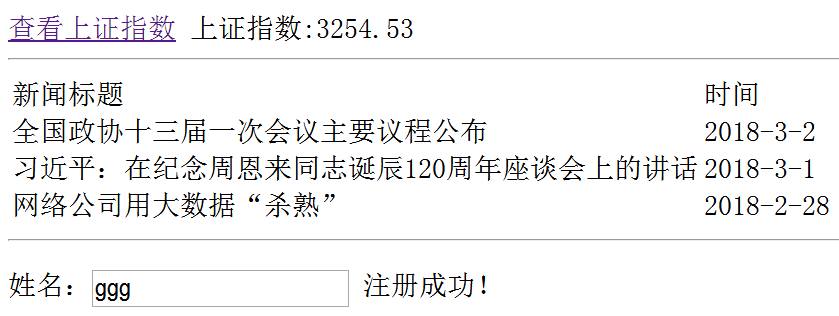 查看上证指数 上证指数:3254.53
新闻标题 时间
全国政协十三届一次会议主要议程公布 2018-3-2
习近平：在纪念周恩来同志诞辰120周年座谈会上的讲话 2018-3-1
网络公司用大数据“杀熟” 2018-2-28
姓名：ggg 注册成功！